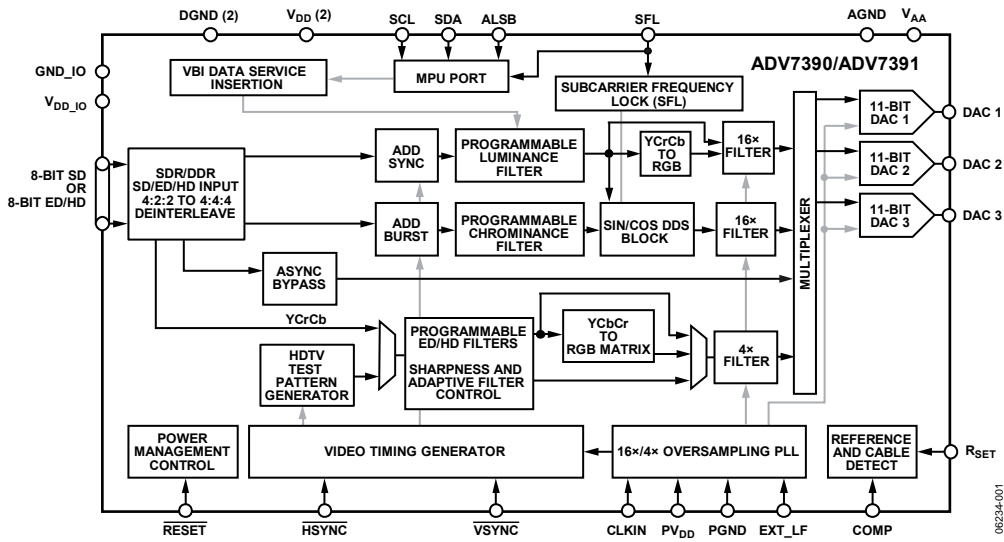 DGND (2)
VDD (2)
SCL
SDA
ALSB
SFL
AGND
VAA
GND_IO
VDD_IO
8-BIT SD
OR
8-BIT ED/HD
ADV7390/ADV7391
VBI DATA SERVICE
INSERTION
MPU PORT
SUBCARRIER FREQUENCY
LOCK (SFL)
SDR/DDR
SD/ED/HD INPUT
4:2:2 TO 4:4:4
DEINTERLEAVE
ADD
SYNC
PROGRAMMABLE
LUMINANCE
FILTER
YCrCb
TO
RGB
16×
FILTER
ADD
BURST
PROGRAMMABLE
CHROMINANCE
FILTER
SIN/COS DDS
BLOCK
16×
FILTER
MULTIPLEXER
11-BIT
DAC 1
DAC 1
11-BIT
DAC 2
DAC 2
11-BIT
DAC 3
DAC 3
ASYNC
BYPASS
YCrCb
HDTV
TEST
PATTERN
GENERATOR
PROGRAMMABLE
ED/HD FILTERS
SHARPNESS AND
ADAPTIVE FILTER
CONTROL
YCbCr
TO
RGB MATRIX
4×
FILTER
POWER
MANAGEMENT
CONTROL
VIDEO TIMING GENERATOR
16×/4× OVERSAMPLING PLL
REFERENCE
AND CABLE
DETECT
RSET
RESET
HSYNC
VSYNC
CLKIN
PVDD
PGND
EXT_LF
COMP
06234-001